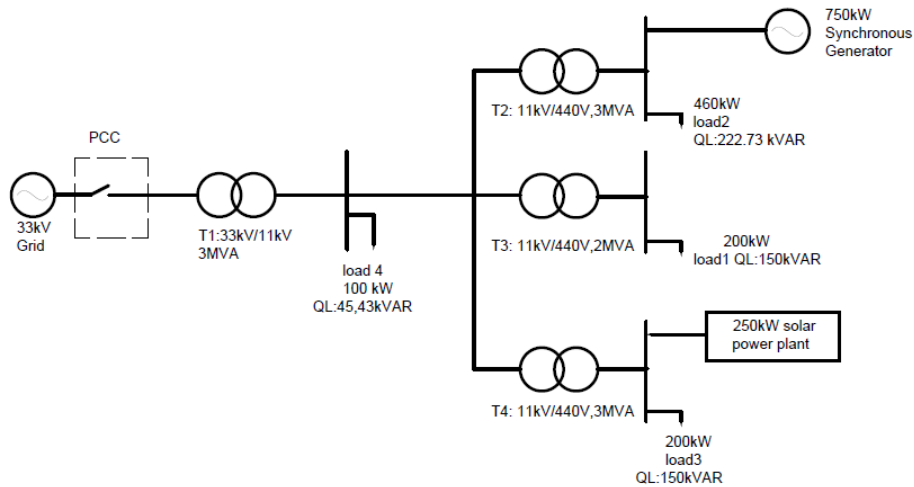 750kW
Synchronous
Generator
T2: 11kV/440V,3MVA
460kW
load2
QL:222.73 kVAR
PCC
33kV
Grid
T1:33kV/11kV
3MVA
load 4
100 kW
QL:45,43kVAR
T3: 11kV/440V,2MVA
200kW
load1 QL:150kVAR
250kW solar
power plant
T4: 11kV/440V,3MVA
200kW
load3
QL:150kVAR